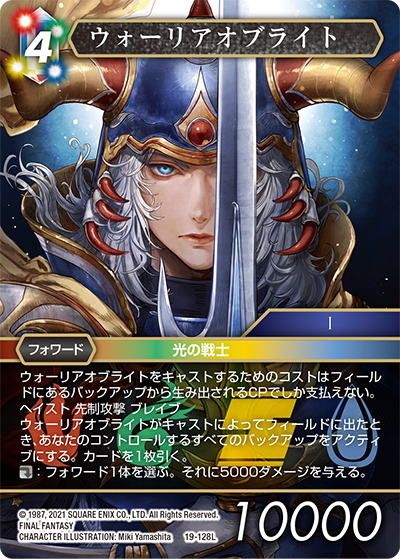 4
ウォーリアオブライト
I
フォワード
光の戦士
ウォーリアオブライトをキャストするためのコストはフィール
ドにあるバックアップから生み出されるCPでしか支払えない。
ヘイスト 先制攻撃 ブレイブ
ウォーリアオブライトがキャストによってフィールドに出たと
き、あなたのコントロールするすべてのバックアップをアクティ
ブにする。カードを1枚引く。
:フォワード1体を選ぶ。それに5000ダメージを与える。
© 1987, 2021 SQUARE ENIX CO., LTD. All Rights Reserved.
FINAL FANTASY
CHARACTER ILLUSTRATION: Miki Yamashita
19-128L
10000